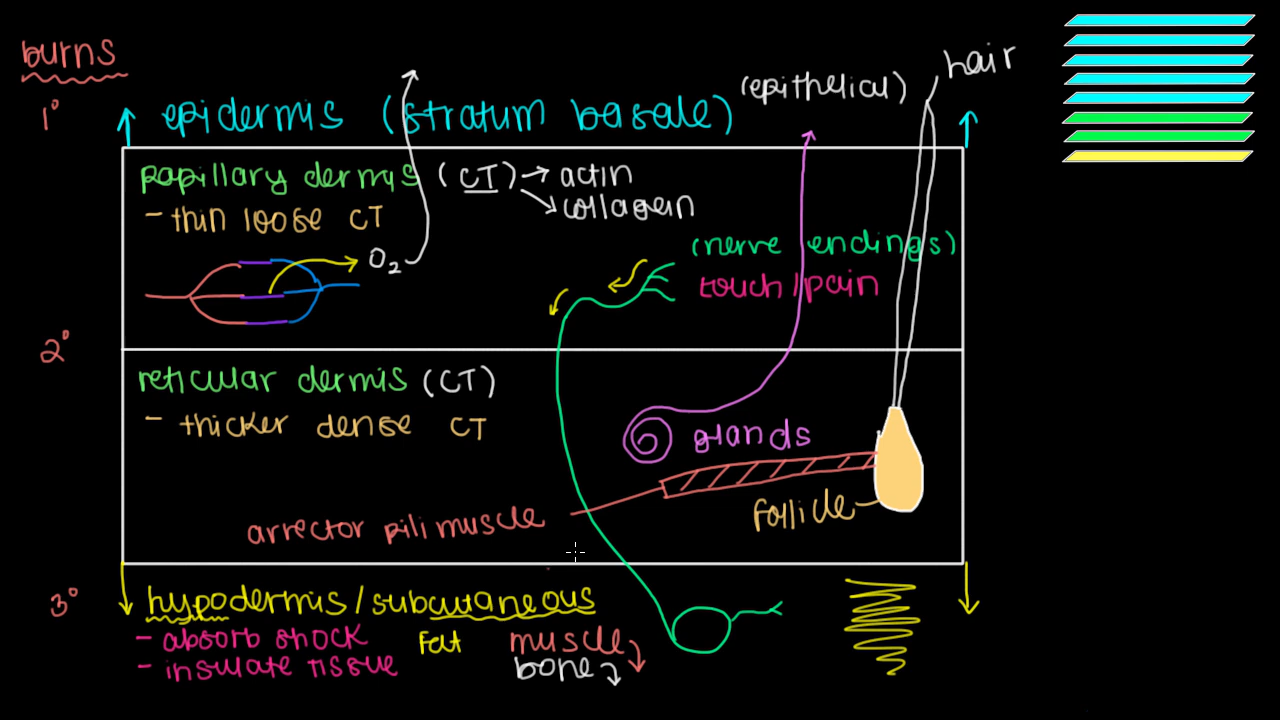 burns
hair
1° epidermis (stratum basale) (epithelical)
papillary dermis (CT) → actin
→ collagen
- thin loose CT
O₂
(nerve endings)
touch/pain
2°
reticular dermis (CT)
- thicker dense CT
glands
follicle
arrector pili muscle
3° hypodermis/subcutaneous
- absorb shock fat muscle
- insulate tissue bone